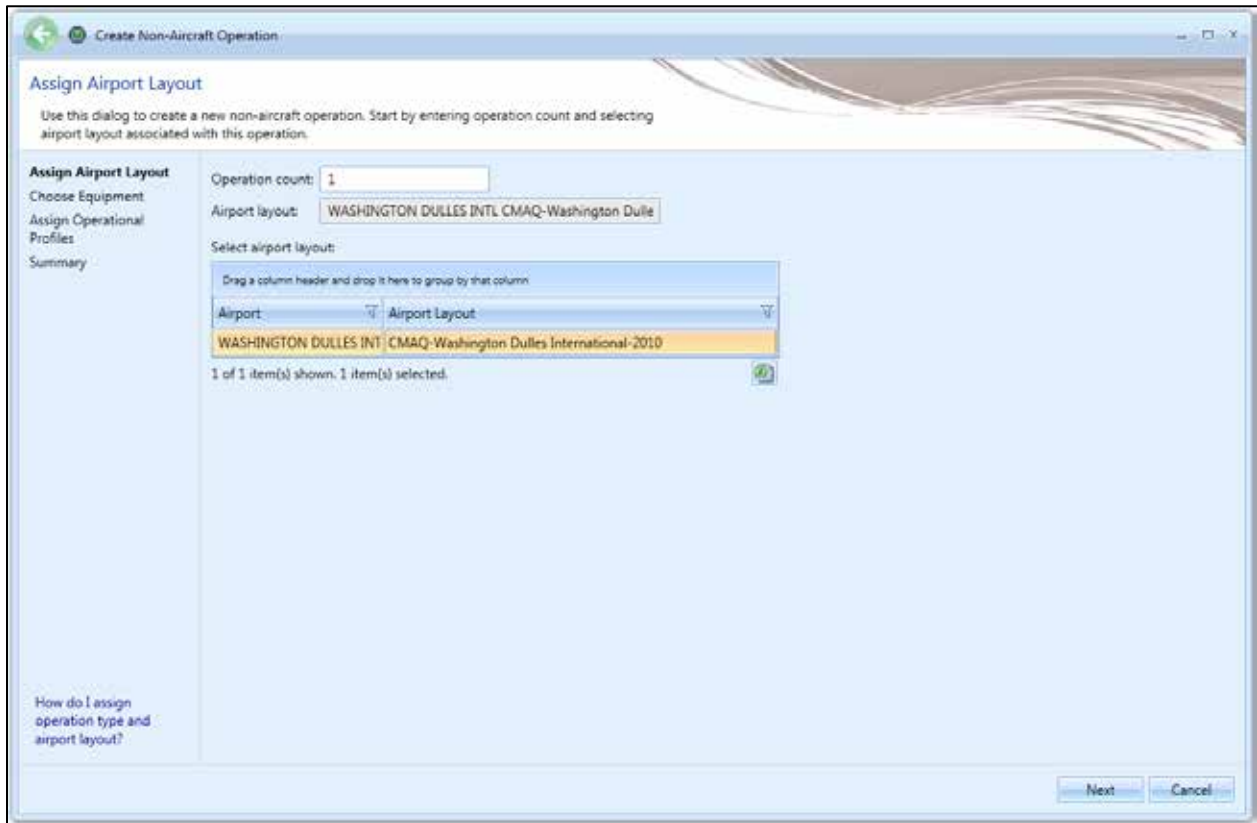 Create Non-Aircraft Operation
Assign Airport Layout
Use this dialog to create a new non-aircraft operation. Start by entering operation count and selecting
airport layout associated with this operation.
Assign Airport Layout
Choose Equipment
Assign Operational
Profiles
Summary
Operation count: 1
Airport layout: WASHINGTON DULLES INTL CMAQ-Washington Dulle
Select airport layout:
Drag a column header and drop it here to group by that column
Airport Airport Layout
WASHINGTON DULLES INT CMAQ-Washington Dulles International-2010
1 of 1 item(s) shown. 1 item(s) selected.
How do I assign
operation type and
airport layout?
Next Cancel